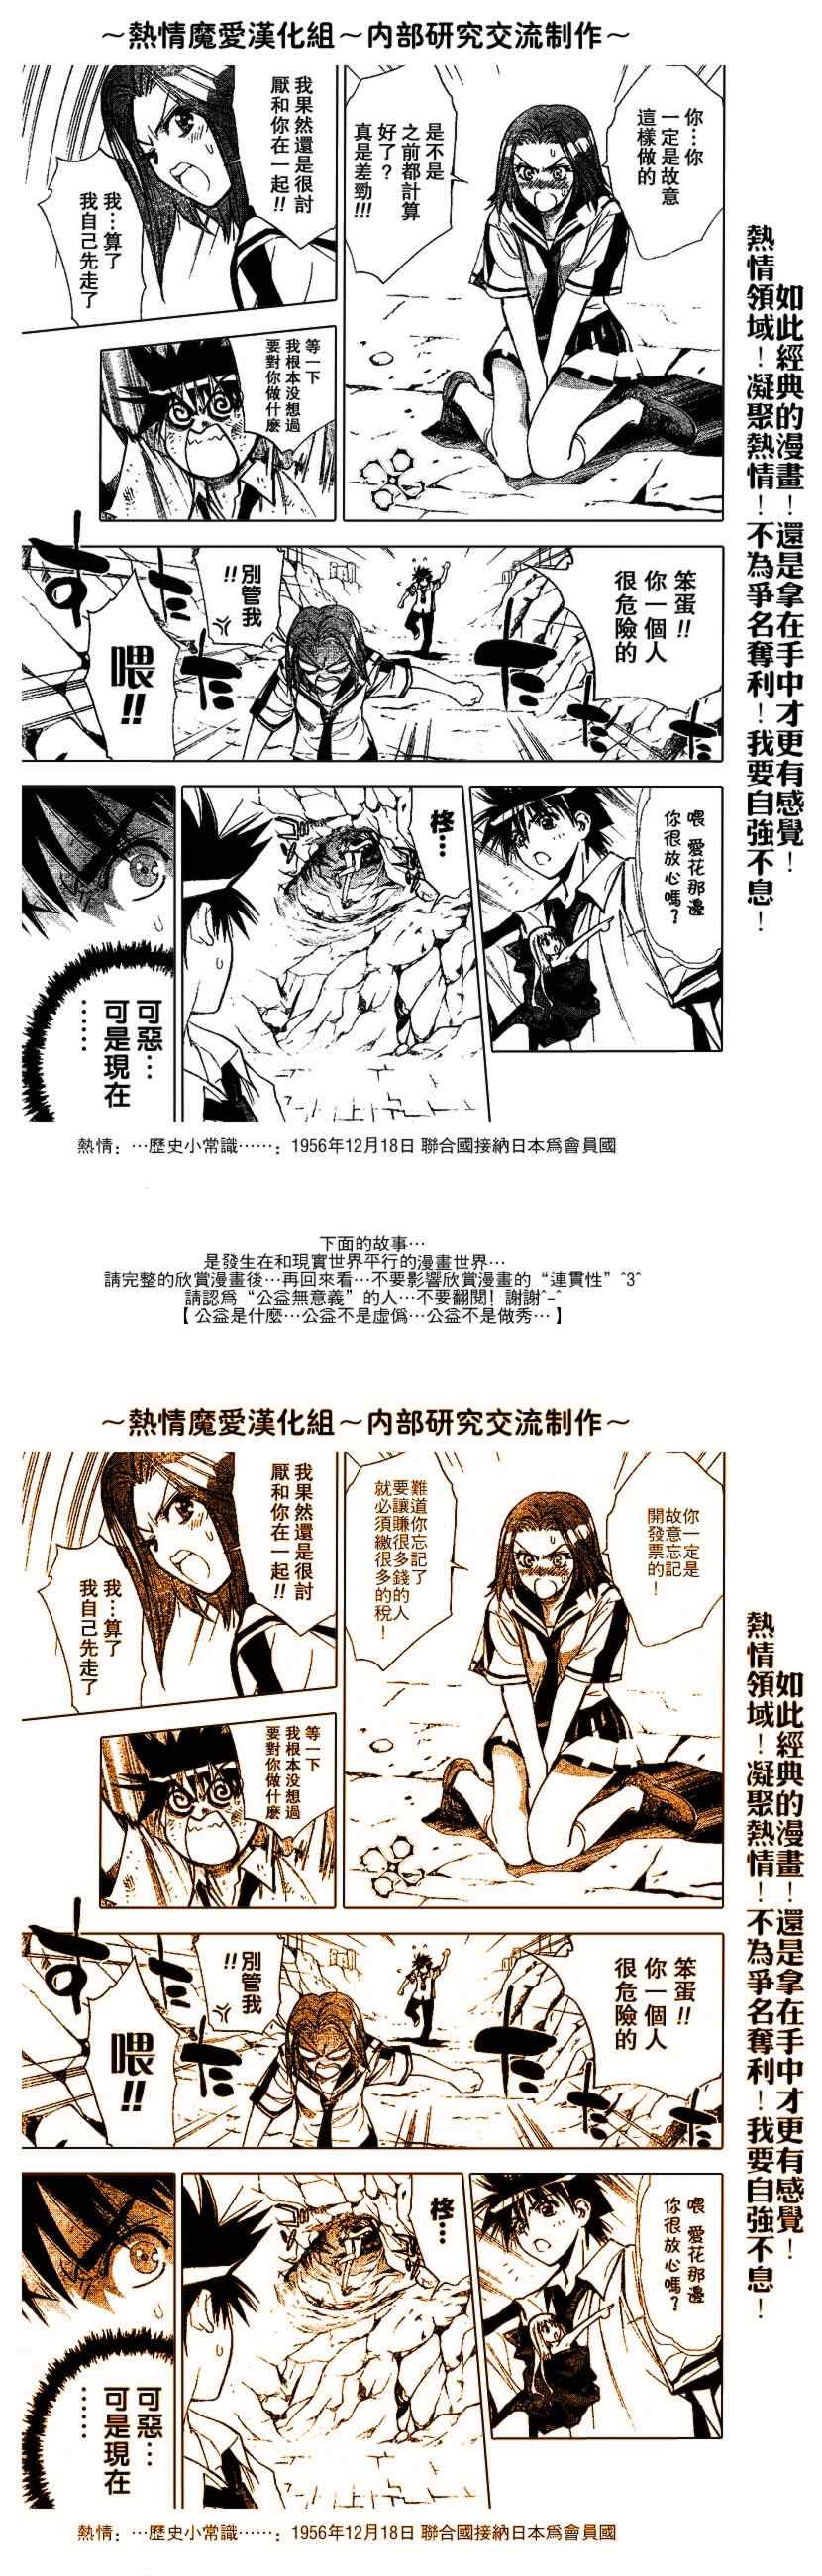 ～熱情魔愛漢化組～内部研究交流制作～
你…你
一定是故意
這樣做的
是不是
之前都計算
好了？
真是差勁!!!
我果然還是很討
厭和你在一起!!
我…算了
我自己先走了
等一下
我根本没想過
要對你做什麼
笨蛋!!
你一個人
很危險的
別管我
!!
喂!!
喂 愛花那邊
你很放心嗎？
柊…
可惡…
可是現在
……
如此經典的漫畫！還是拿在手中才更有感覺！
熱情領域！凝聚熱情！不為爭名奪利！我要自強不息！
熱情：…歷史小常識……：1956年12月18日 聯合國接納日本爲會員國
下面的故事…
是發生在和現實世界平行的漫畫世界…
請完整的欣賞漫畫後…再回來看…不要影響欣賞漫畫的“連貫性”^3^
請認爲“公益無意義”的人…不要翻閱！謝謝^-^
【 公益是什麼…公益不是虛僞…公益不是做秀… 】
～熱情魔愛漢化組～内部研究交流制作～
你一定是
故意忘記
開發票的！
難道你忘記了
要讓賺很多錢的人
就必須繳很多的稅！
我果然還是很討
厭和你在一起!!
我…算了
我自己先走了
等一下
我根本没想過
要對你做什麼
笨蛋!!
你一個人
很危險的
別管我
!!
喂!!
喂 愛花那邊
你很放心嗎？
柊…
可惡…
可是現在
……
如此經典的漫畫！還是拿在手中才更有感覺！
熱情領域！凝聚熱情！不為爭名奪利！我要自強不息！
熱情：…歷史小常識……：1956年12月18日 聯合國接納日本爲會員國